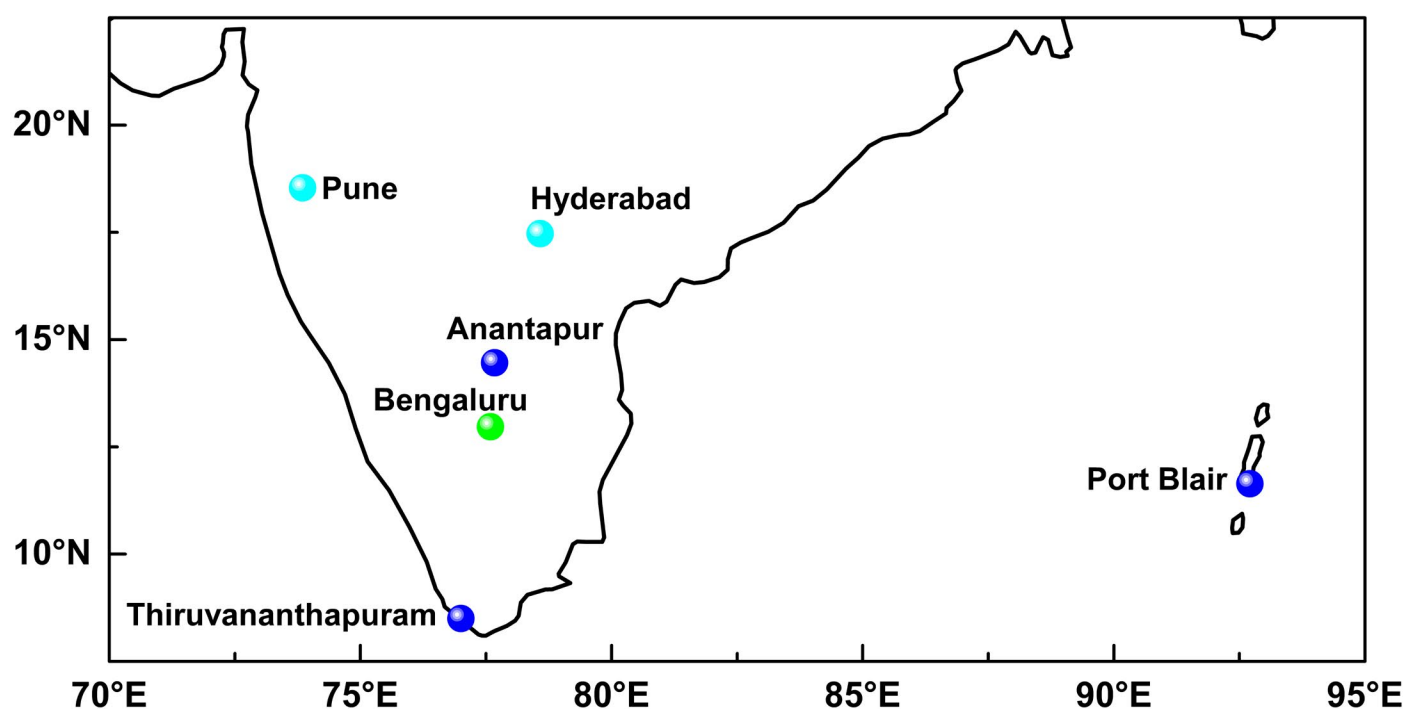 20°N
Pune
Hyderabad
15°N
Anantapur
Bengaluru
Port Blair
10°N
Thiruvananthapuram
70°E 75°E 80°E 85°E 90°E 95°E